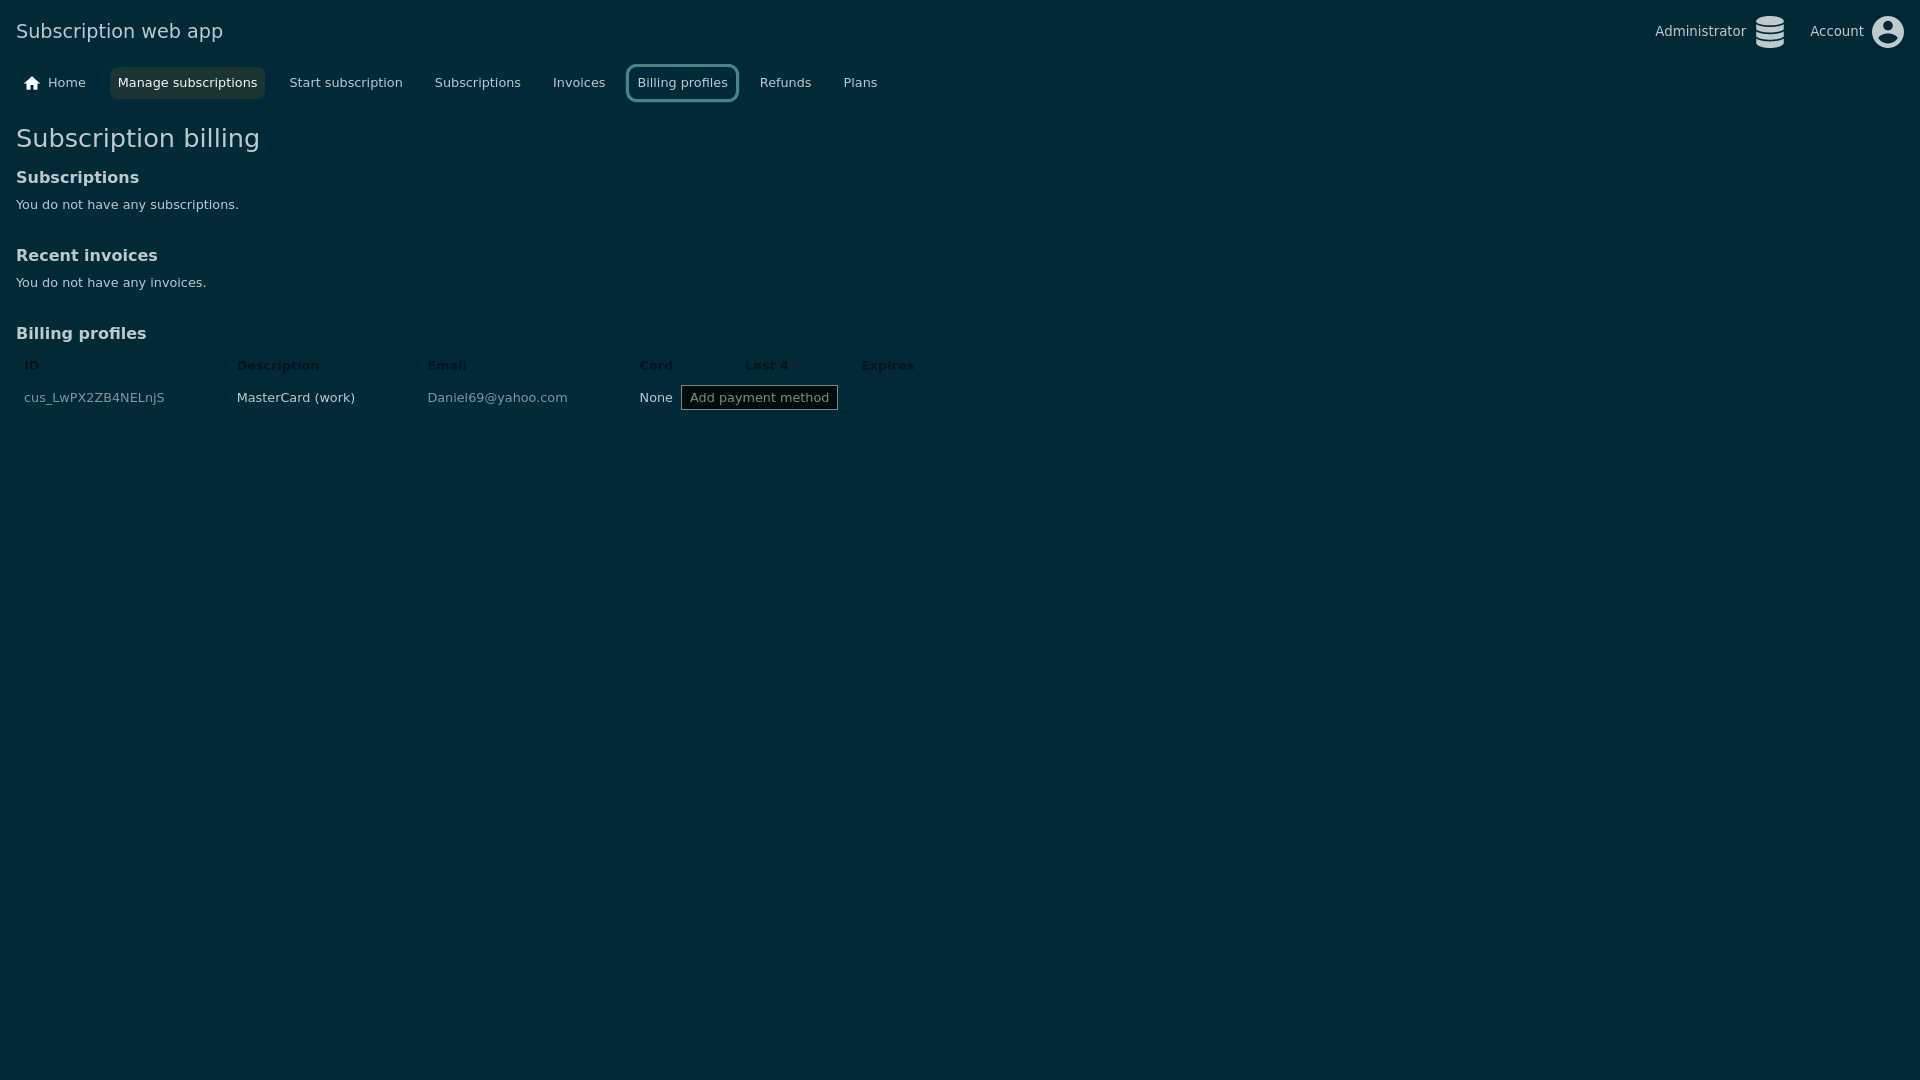 Subscription web app
Administrator
Account
Home
Manage subscriptions
Start subscription
Subscriptions
Invoices
Billing profiles
Refunds
Plans
Subscription billing
Subscriptions
You do not have any subscriptions.
Recent invoices
You do not have any invoices.
Billing profiles
ID Description Email Card Last 4 Expires
cus_LwPX2ZB4NELnjS MasterCard (work) Daniel69@yahoo.com None Add payment method